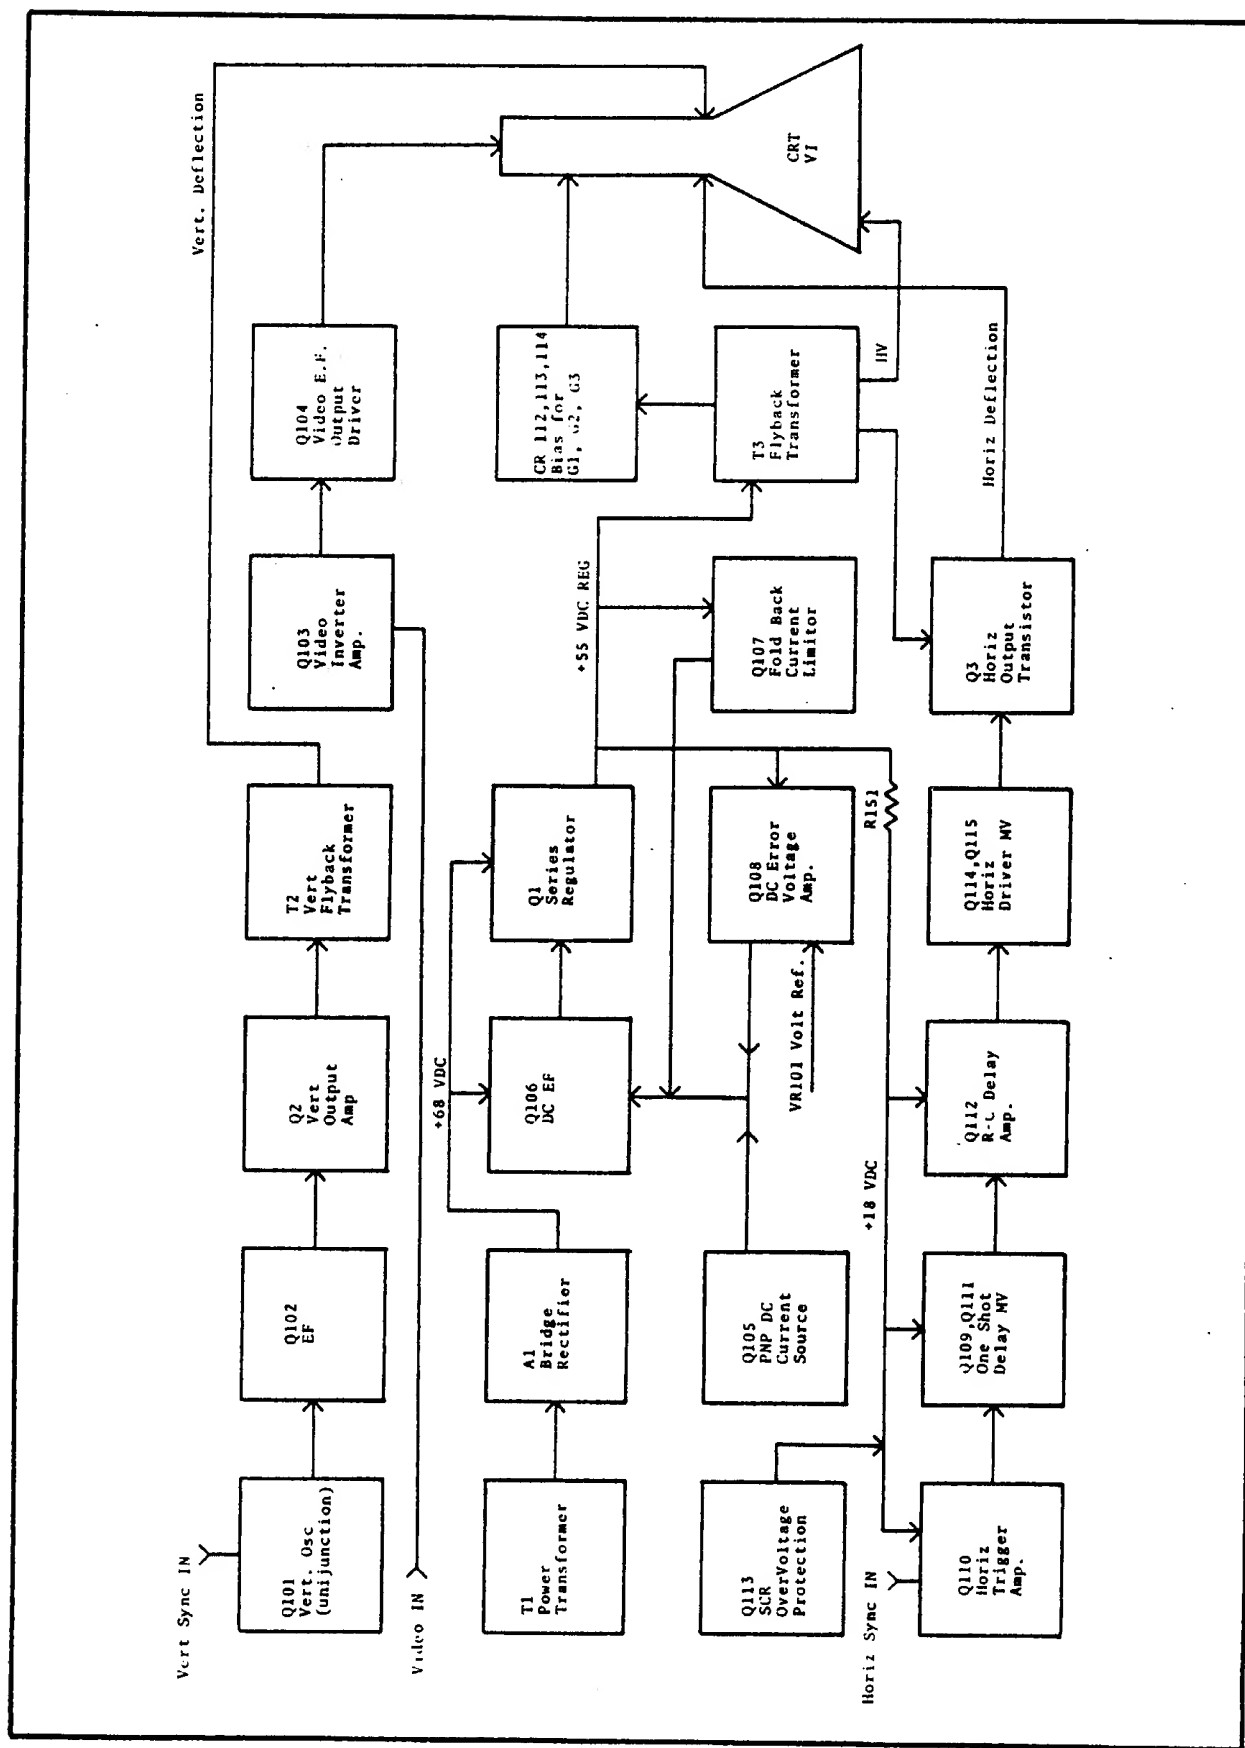 Vert Sync IN
Q101
Vert. Osc
(unijunction)
Q102
EF
Q2
Vert
Output
Amp
T2
Vert
Flyback
Transformer
Vert. Deflection
Video IN
Q103
Video
Inverter
Amp.
Q104
Video E.F.
Output
Driver
T1
Power
Transformer
A1
Bridge
Rectifier
+68 VDC
Q106
DC EF
Q1
Series
Regulator
+55 VDC REG
CR 112,113,114
Bias for
G1, G2, G3
CRT
VI
Q113
SCR
OverVoltage
Protection
Q105
PNP DC
Current
Source
VR101 Volt Ref.
Q108
DC Error
Voltage
Amp.
Q107
Fold Back
Current
Limitor
T3
Flyback
Transformer
HV
Horiz Sync IN
+18 VDC
R151
Q110
Horiz
Trigger
Amp.
Q109,Q111
One Shot
Delay MV
Q112
R-C Delay
Amp.
Q114,Q115
Horiz
Driver MV
Q3
Horiz
Output
Transistor
Horiz Deflection